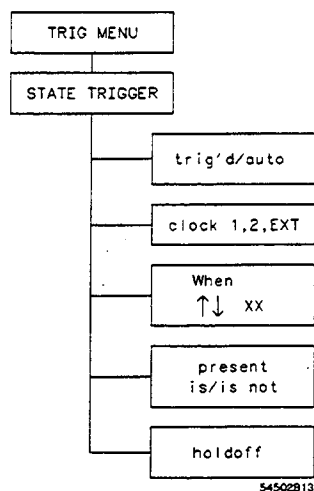 TRIG MENU
STATE TRIGGER
trig'd/auto
clock 1,2,EXT
When
↑↓ XX
present
is/is not
holdoff
54502B13